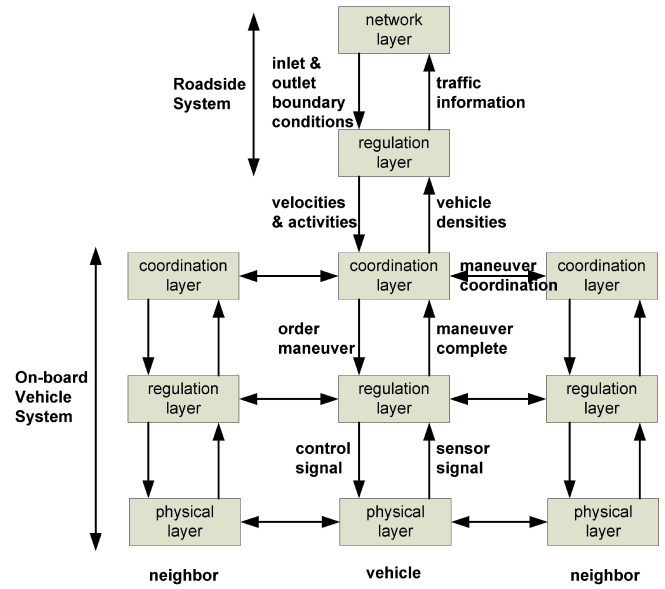 network
layer
Roadside
System
inlet &
outlet
boundary
conditions
traffic
information
regulation
layer
velocities
& activities
vehicle
densities
coordination
layer
coordination
layer
maneuver
coordination
coordination
layer
order
maneuver
maneuver
complete
On-board
Vehicle
System
regulation
layer
regulation
layer
regulation
layer
control
signal
sensor
signal
physical
layer
physical
layer
physical
layer
neighbor
vehicle
neighbor